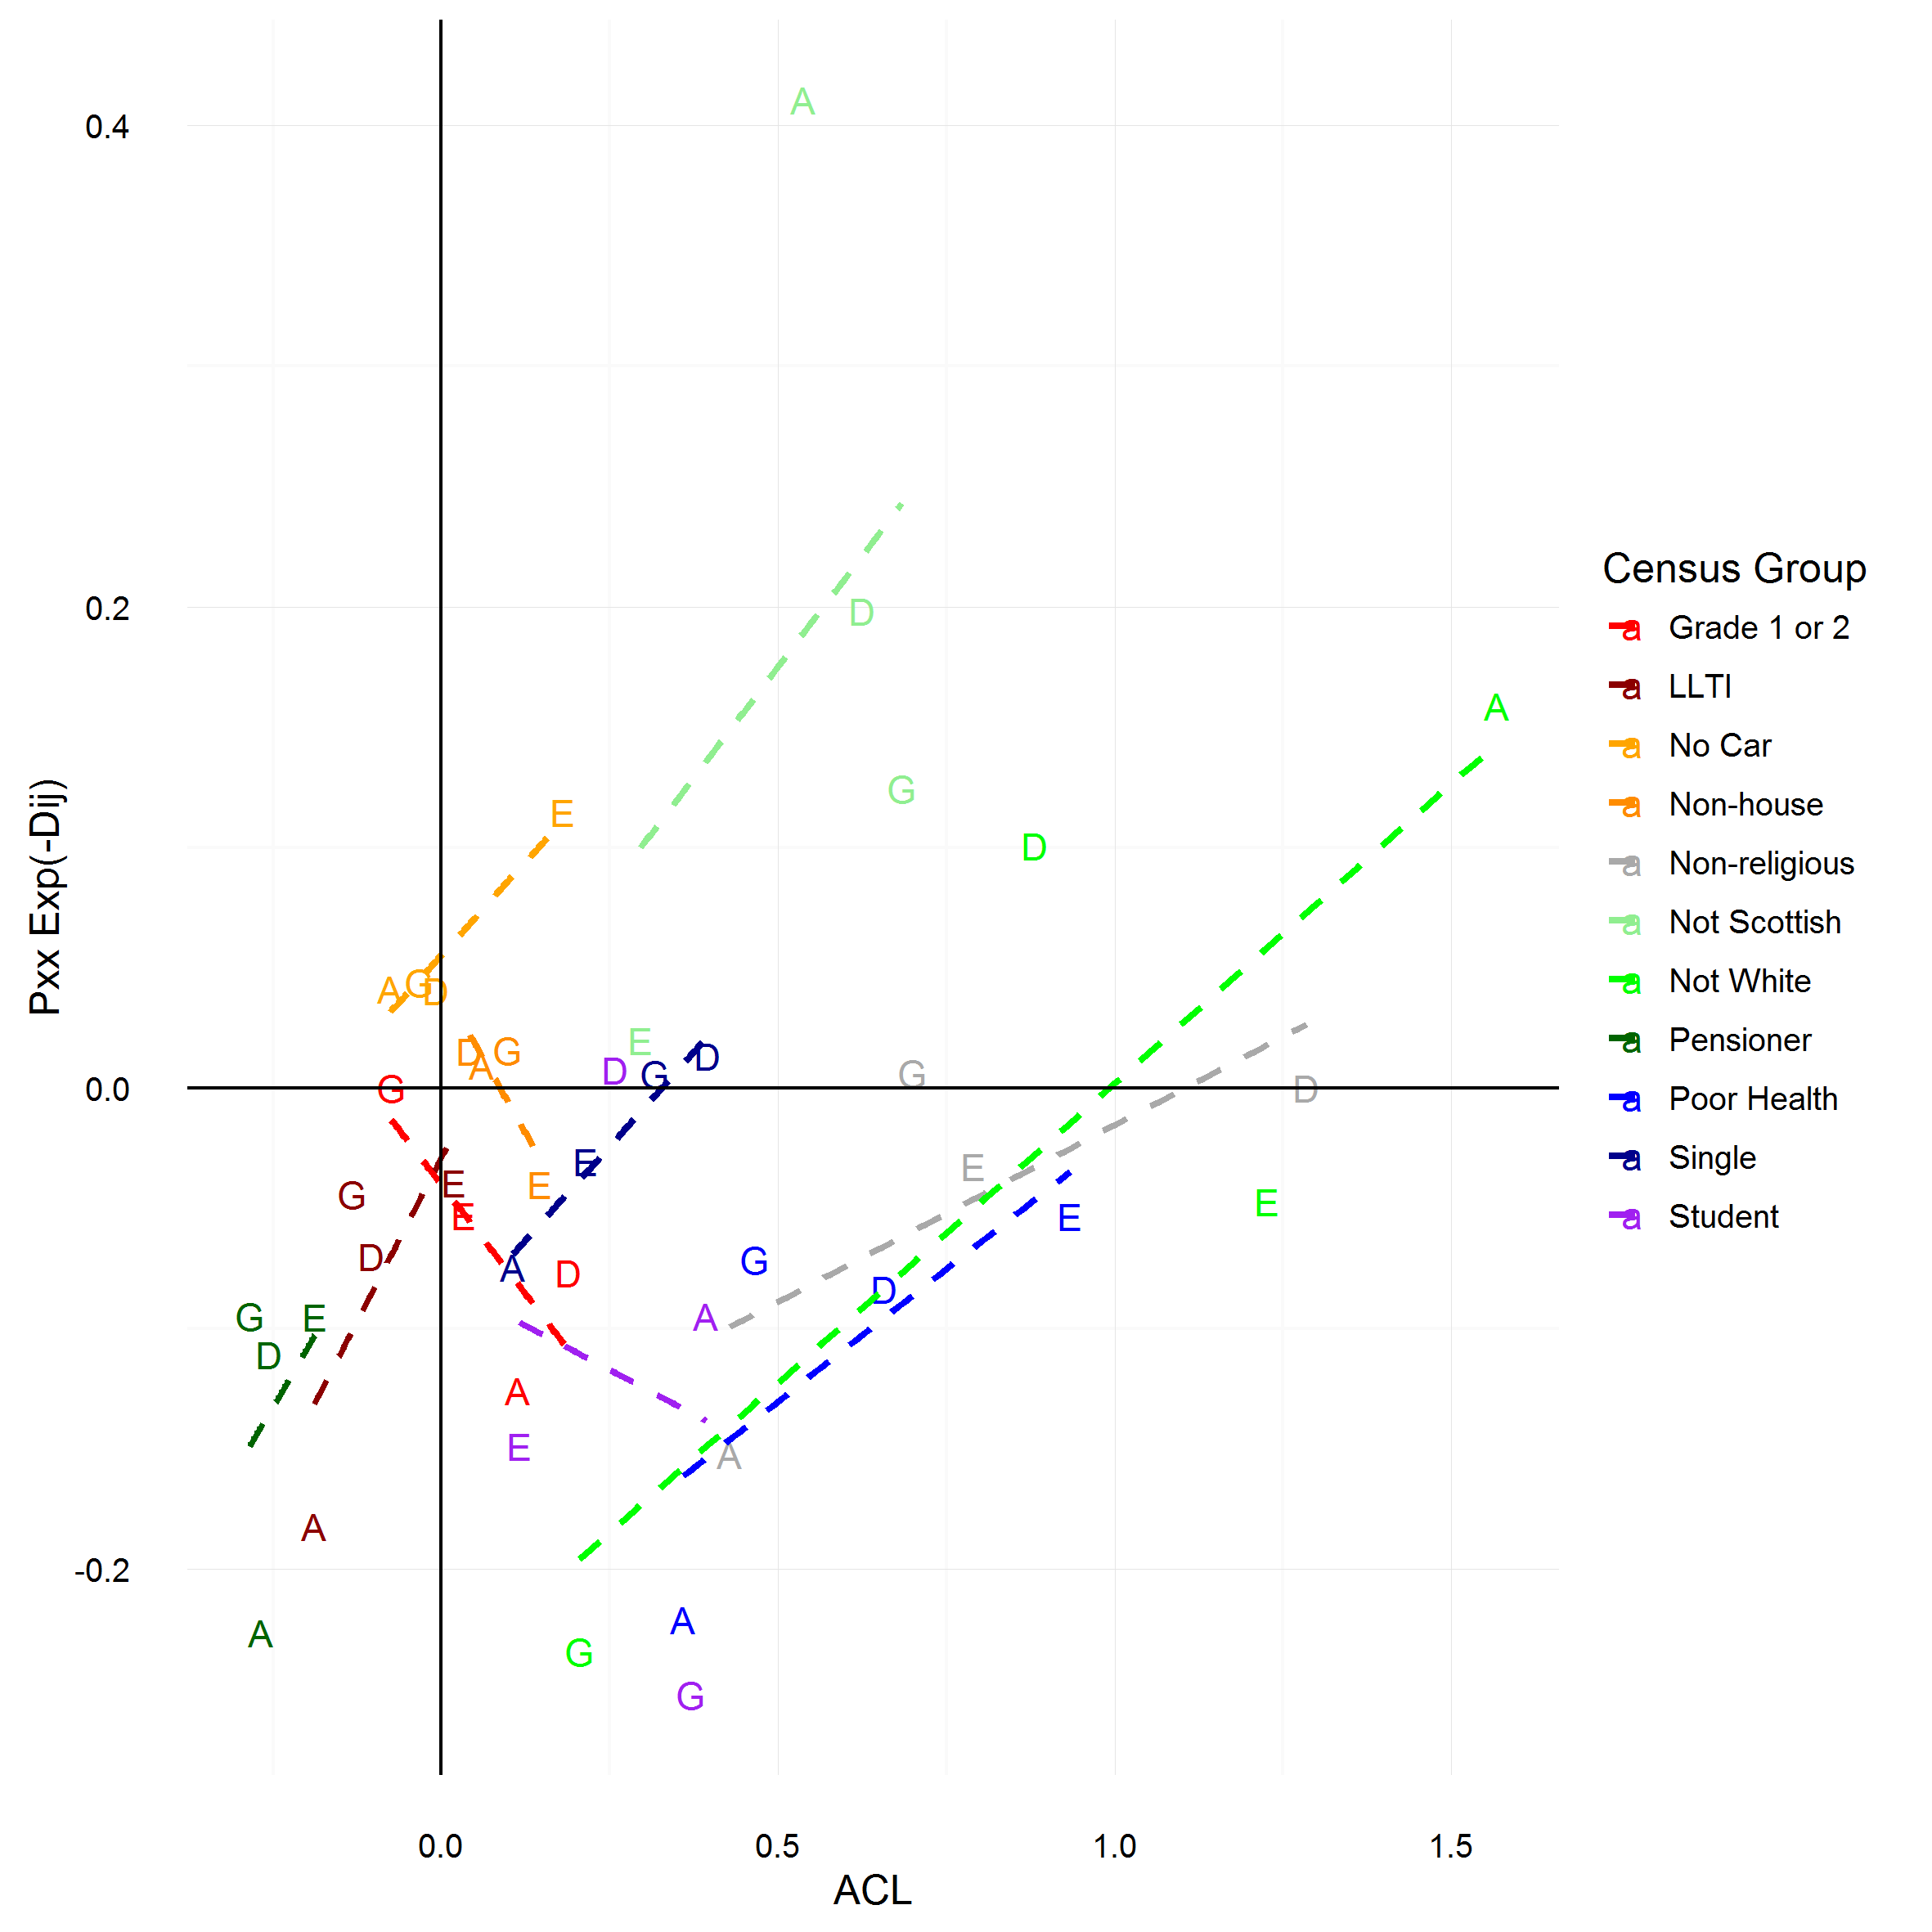 A
0.4
0.2
D
A
G
E
D
A
G
D
E
D
G
D
A
D
G
G
0.0
G
D
E
E
E
G
E
E
E
E
A
G
D
D
D
G
E
A
D
A
E
A
A
-0.2
A
A
G
G
0.0
0.5
1.0
1.5
ACL
Pxx Exp(-Dij)
Census Group
a Grade 1 or 2
a LLTI
a No Car
a Non-house
a Non-religious
a Not Scottish
a Not White
a Pensioner
a Poor Health
a Single
a Student